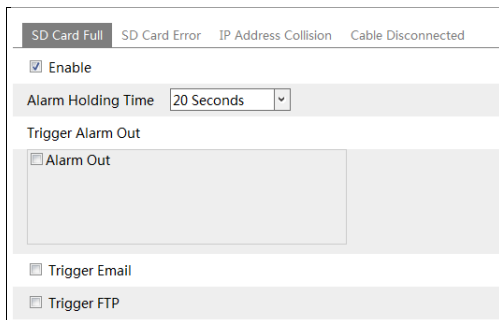 SD Card Full SD Card Error IP Address Collision Cable Disconnected
Enable
Alarm Holding Time 20 Seconds
Trigger Alarm Out
Alarm Out
Trigger Email
Trigger FTP